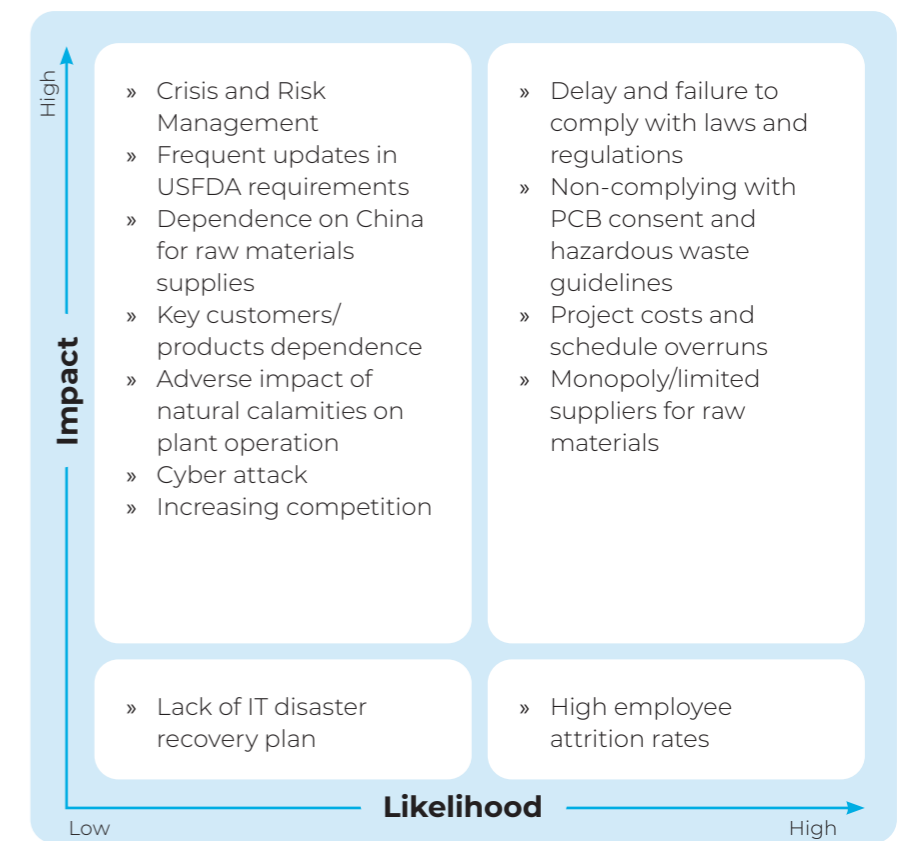 High
Impact
» Crisis and Risk
Management
» Frequent updates in
USFDA requirements
» Dependence on China
for raw materials
supplies
» Key customers/
products dependence
» Adverse impact of
natural calamities on
plant operation
» Cyber attack
» Increasing competition
» Delay and failure to
comply with laws and
regulations
» Non-complying with
PCB consent and
hazardous waste
guidelines
» Project costs and
schedule overruns
» Monopoly/limited
suppliers for raw
materials
» Lack of IT disaster
recovery plan
» High employee
attrition rates
Low
Likelihood
High